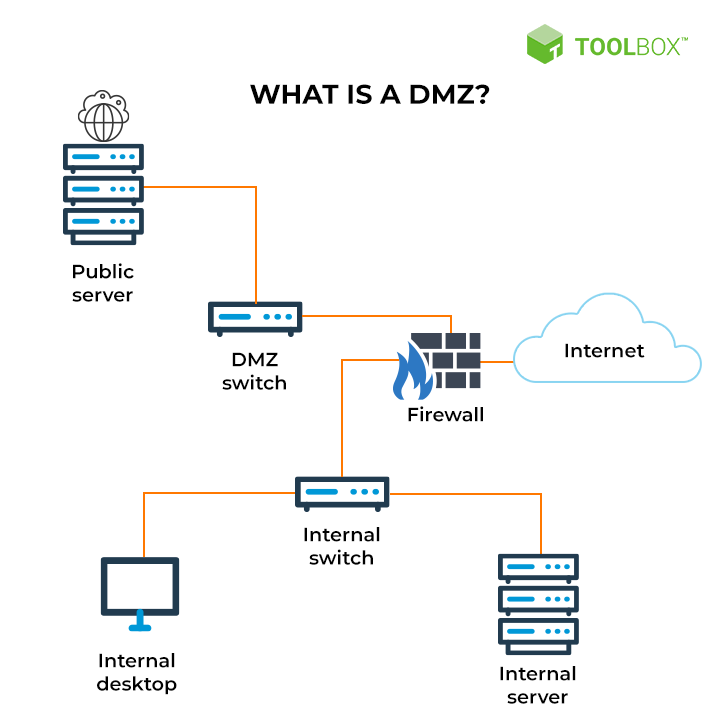 TOOLBOX™
WHAT IS A DMZ?
Public
server
DMZ
switch
Internet
Firewall
Internal
switch
Internal
desktop
Internal
server